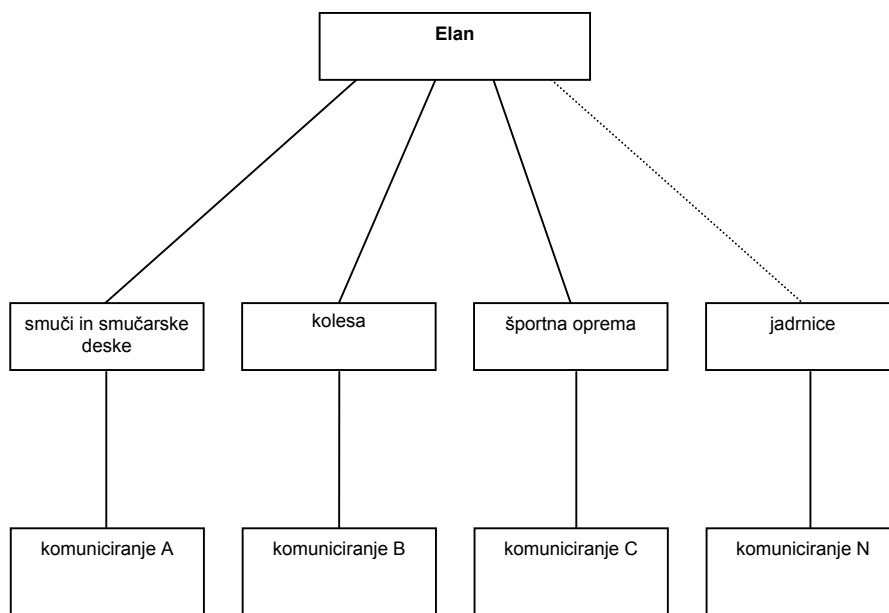 Elan
smuči in smučarske
deske
kolesa
športna oprema
jadrnice
komuniciranje A
komuniciranje B
komuniciranje C
komuniciranje N